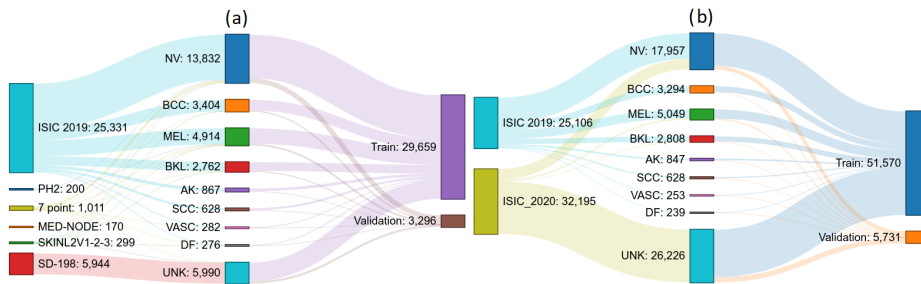 (a)
(b)
NV: 13,832
BCC: 3,404
ISIC 2019: 25,331
MEL: 4,914
Train: 29,659
BKL: 2,762
PH2: 200
AK: 867
7 point: 1,011
SCC: 628
Validation: 3,296
MED-NODE: 170
VASC: 282
SKINL2V1-2-3: 299
DF: 276
SD-198: 5,944
UNK: 5,990
NV: 17,957
BCC: 3,294
ISIC 2019: 25,106
MEL: 5,049
BKL: 2,808
AK: 847
Train: 51,570
SCC: 628
ISIC_2020: 32,195
VASC: 253
DF: 239
Validation: 5,731
UNK: 26,226